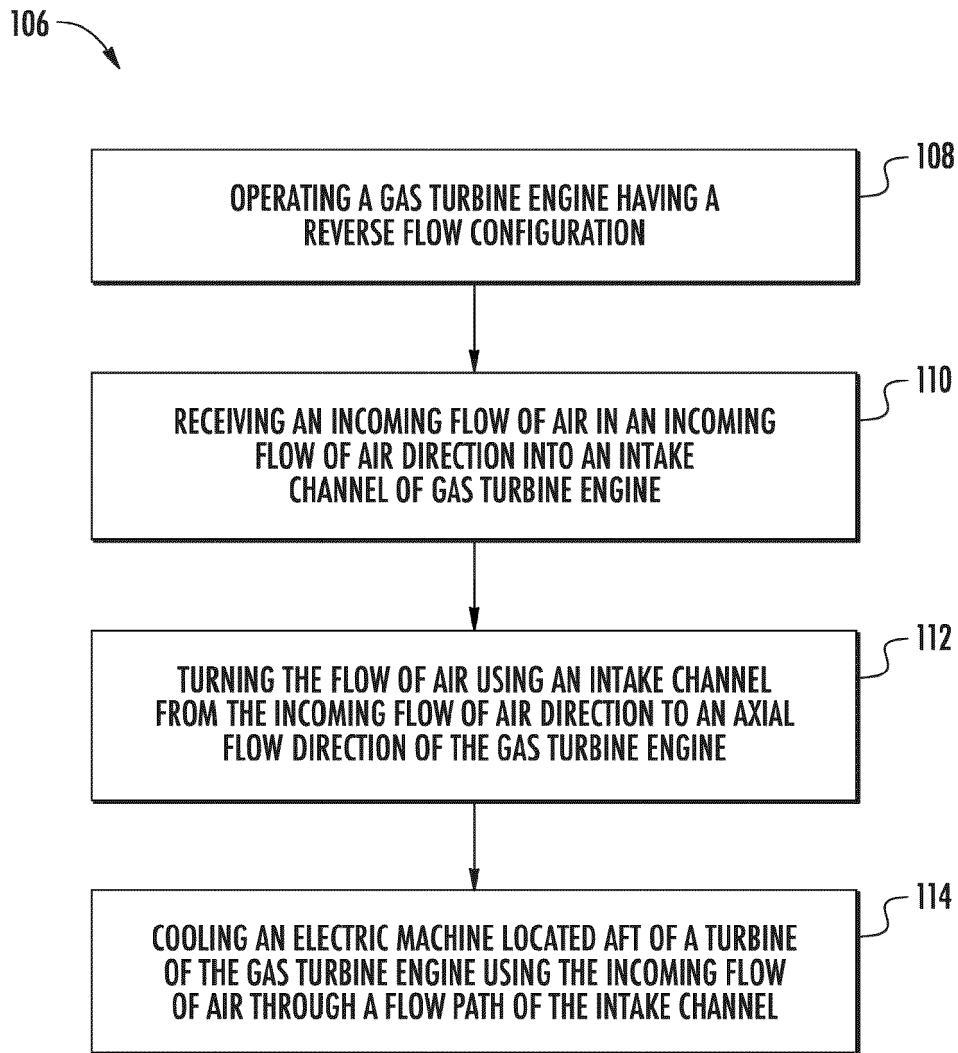 106
108
OPERATING A GAS TURBINE ENGINE HAVING A
REVERSE FLOW CONFIGURATION
110
RECEIVING AN INCOMING FLOW OF AIR IN AN INCOMING
FLOW OF AIR DIRECTION INTO AN INTAKE
CHANNEL OF GAS TURBINE ENGINE
112
TURNING THE FLOW OF AIR USING AN INTAKE CHANNEL
FROM THE INCOMING FLOW OF AIR DIRECTION TO AN AXIAL
FLOW DIRECTION OF THE GAS TURBINE ENGINE
114
COOLING AN ELECTRIC MACHINE LOCATED AFT OF A TURBINE
OF THE GAS TURBINE ENGINE USING THE INCOMING FLOW
OF AIR THROUGH A FLOW PATH OF THE INTAKE CHANNEL